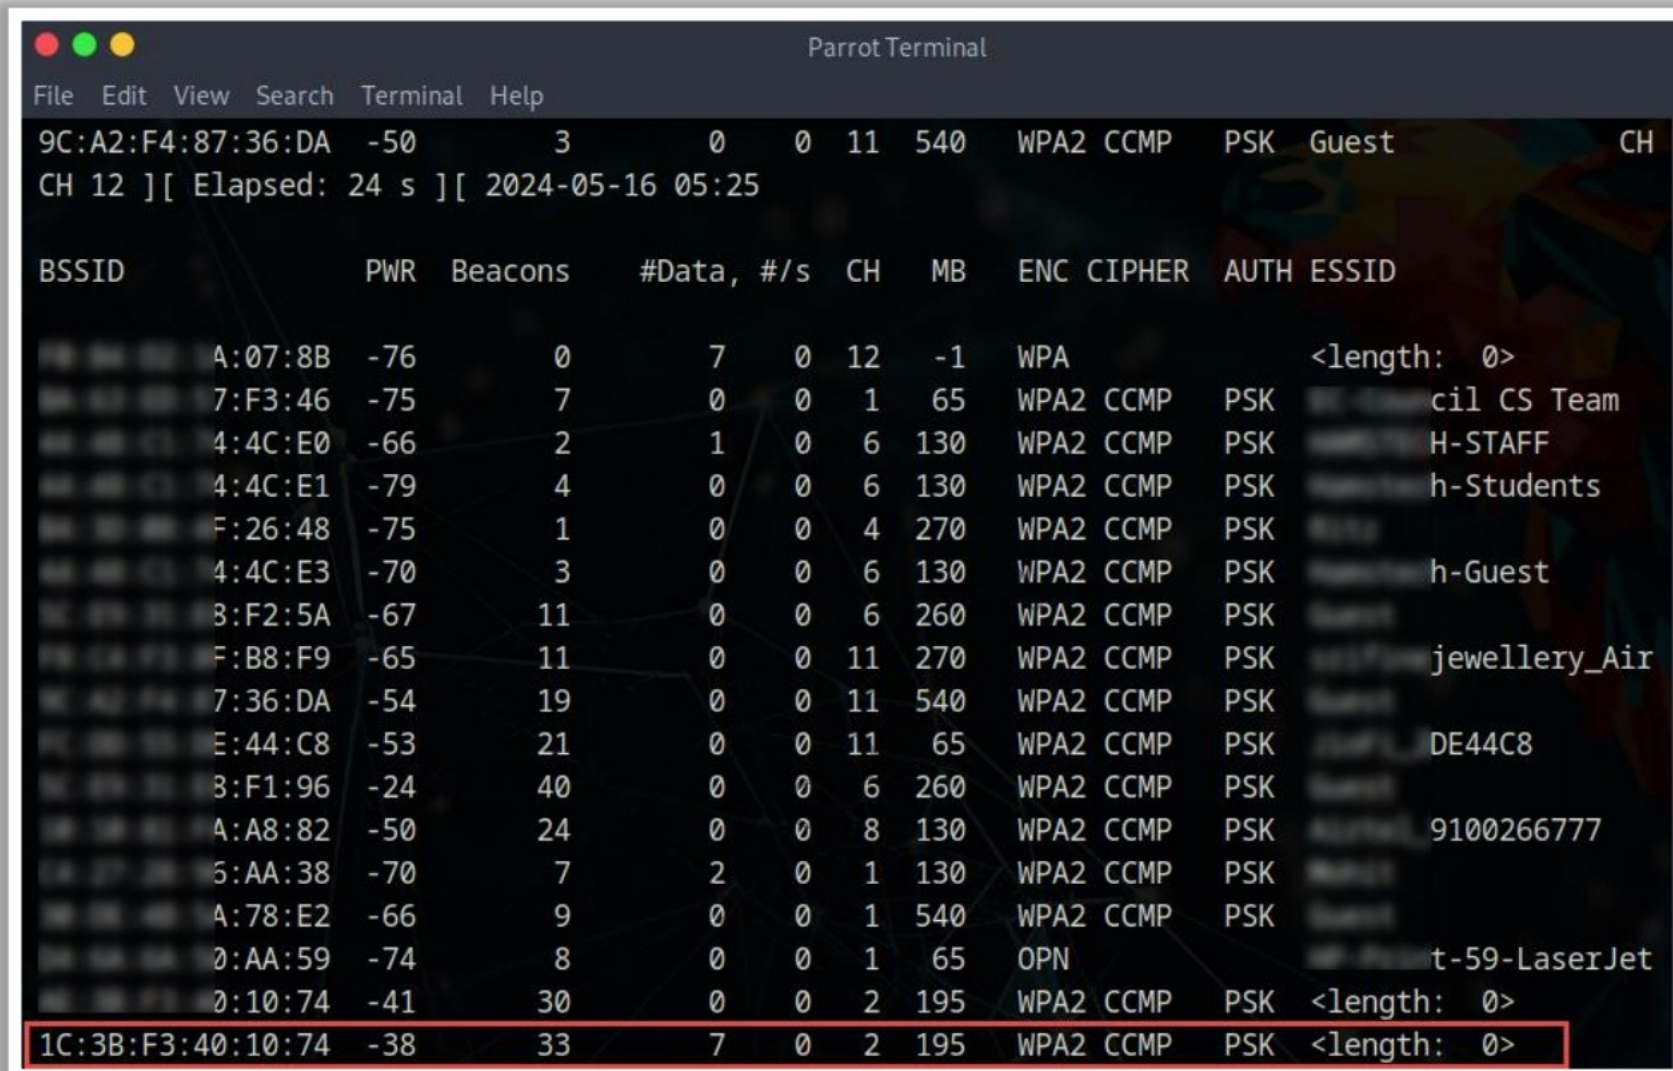 Parrot Terminal
File Edit View Search Terminal Help
9C:A2:F4:87:36:DA -50 3 0 0 11 540 WPA2 CCMP PSK Guest CH
CH 12 ][ Elapsed: 24 s ][ 2024-05-16 05:25
BSSID PWR Beacons #Data, #/s CH MB ENC CIPHER AUTH ESSID
A:07:8B -76 0 7 0 12 -1 WPA <length: 0>
7:F3:46 -75 7 0 0 1 65 WPA2 CCMP PSK cil CS Team
4:4C:E0 -66 2 1 0 6 130 WPA2 CCMP PSK H-STAFF
4:4C:E1 -79 4 0 0 6 130 WPA2 CCMP PSK h-Students
F:26:48 -75 1 0 0 4 270 WPA2 CCMP PSK
4:4C:E3 -70 3 0 0 6 130 WPA2 CCMP PSK h-Guest
8:F2:5A -67 11 0 0 6 260 WPA2 CCMP PSK
F:B8:F9 -65 11 0 0 11 270 WPA2 CCMP PSK jewellery_Air
7:36:DA -54 19 0 0 11 540 WPA2 CCMP PSK
E:44:C8 -53 21 0 0 11 65 WPA2 CCMP PSK DE44C8
8:F1:96 -24 40 0 0 6 260 WPA2 CCMP PSK
A:A8:82 -50 24 0 0 8 130 WPA2 CCMP PSK 9100266777
6:AA:38 -70 7 2 0 1 130 WPA2 CCMP PSK
A:78:E2 -66 9 0 0 1 540 WPA2 CCMP PSK
0:AA:59 -74 8 0 0 1 65 OPN t-59-LaserJet
0:10:74 -41 30 0 0 2 195 WPA2 CCMP PSK <length: 0>
1C:3B:F3:40:10:74 -38 33 7 0 2 195 WPA2 CCMP PSK <length: 0>